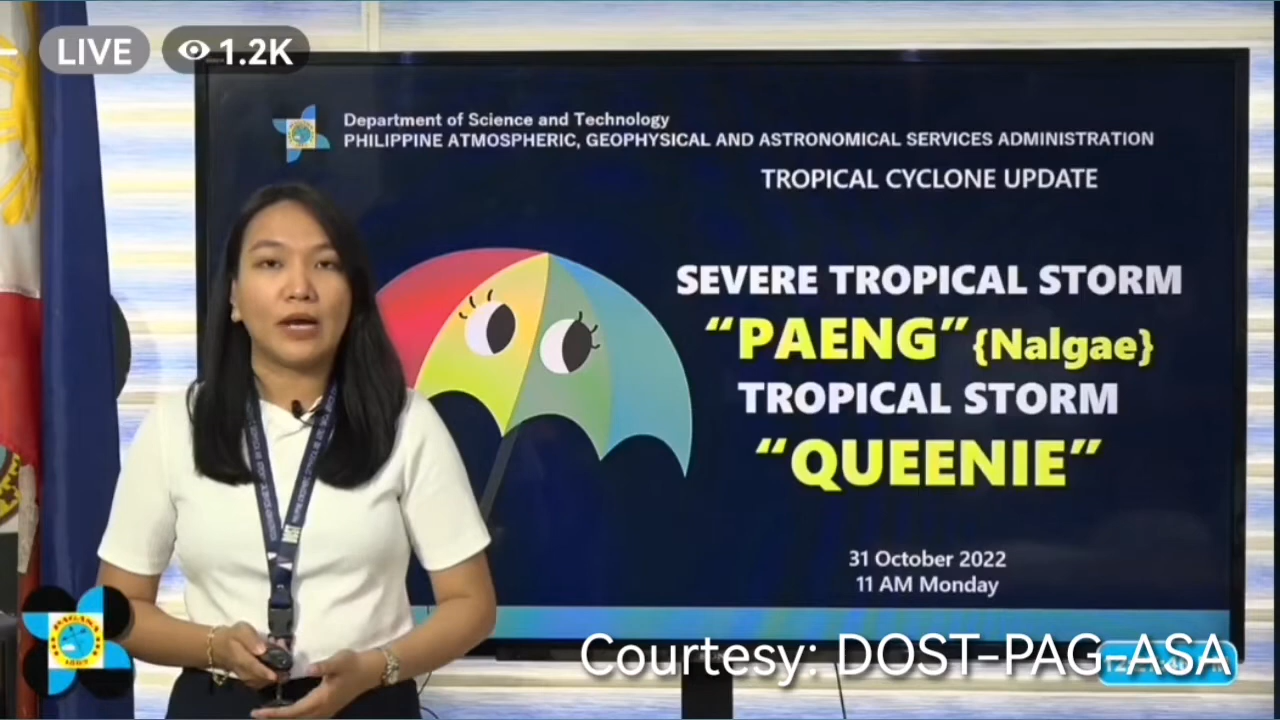 LIVE
1.2K
Department of Science and Technology
PHILIPPINE ATMOSPHERIC, GEOPHYSICAL AND ASTRONOMICAL SERVICES ADMINISTRATION
TROPICAL CYCLONE UPDATE
SEVERE TROPICAL STORM
“PAENG” {Nalgae}
TROPICAL STORM
“QUEENIE”
31 October 2022
11 AM Monday
PAGASA
Courtesy: DOST-PAG-ASA